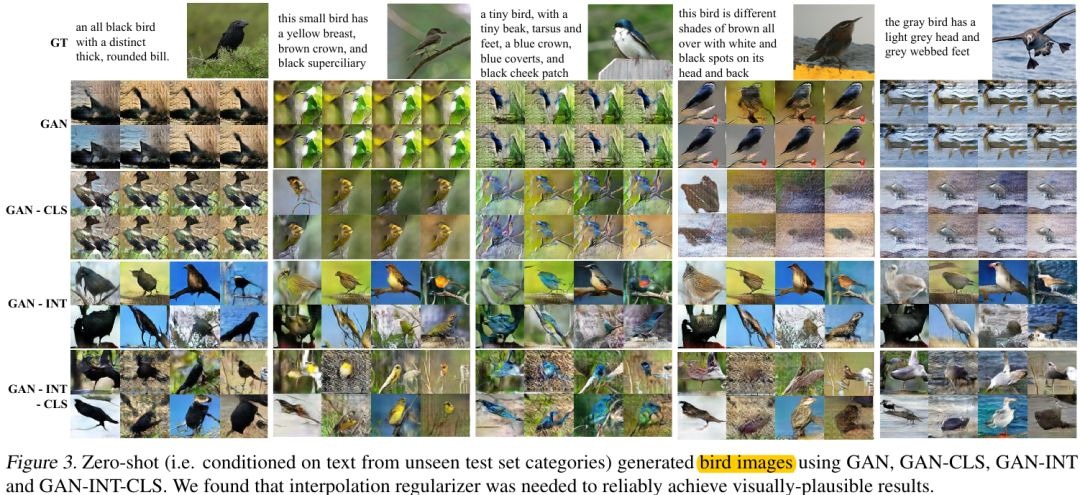 GT
an all black bird
with a distinct
thick, rounded bill.
this small bird has
a yellow breast,
brown crown, and
black superciliary
a tiny bird, with a
tiny beak, tarsus and
feet, a blue crown,
blue coverts, and
black cheek patch
this bird is different
shades of brown all
over with white and
black spots on its
head and back
the gray bird has a
light grey head and
grey webbed feet
GAN
GAN - CLS
GAN - INT
GAN - INT
- CLS
Figure 3. Zero-shot (i.e. conditioned on text from unseen test set categories) generated bird images using GAN, GAN-CLS, GAN-INT
and GAN-INT-CLS. We found that interpolation regularizer was needed to reliably achieve visually-plausible results.